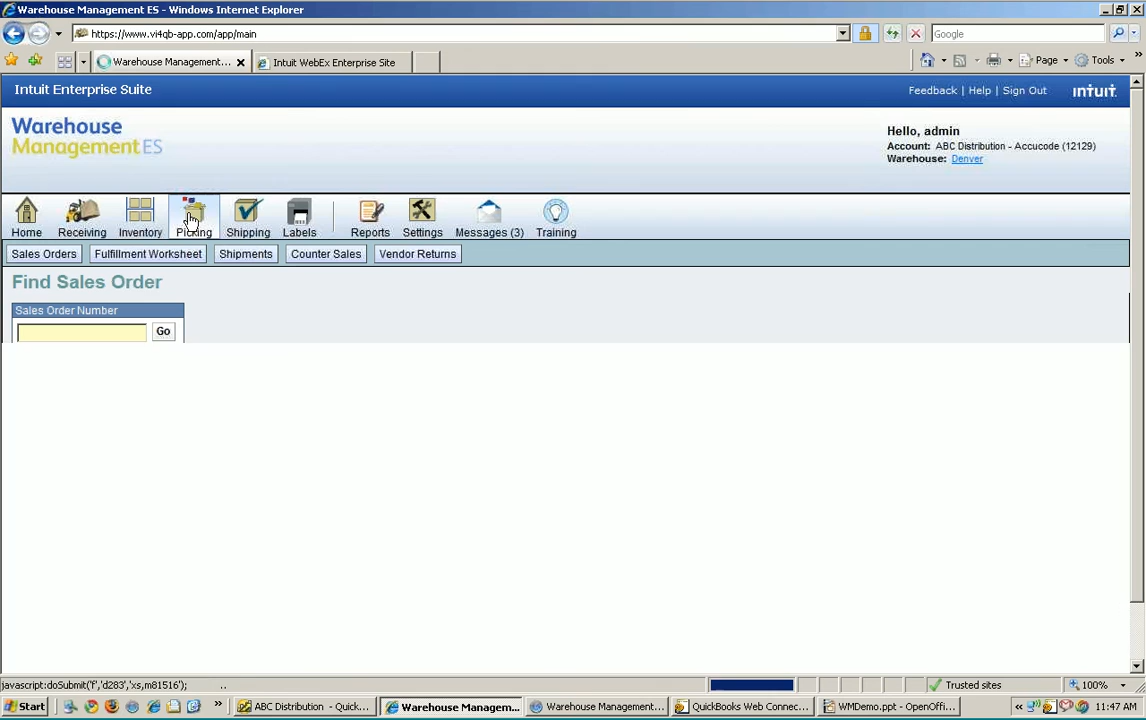 Warehouse Management ES - Windows Internet Explorer
https://www.vi4qb-app.com/app/main
Google
Warehouse Management...
Intuit WebEx Enterprise Site
Page
Tools
Intuit Enterprise Suite
Feedback | Help | Sign Out
intuit.
Warehouse
ManagementES
Hello, admin
Account: ABC Distribution - Accucode (12129)
Warehouse: Denver
Home
Receiving
Inventory
Picking
Shipping
Labels
Reports
Settings
Messages (3)
Training
Sales Orders
Fulfillment Worksheet
Shipments
Counter Sales
Vendor Returns
Find Sales Order
Sales Order Number
Go
javascript:doSubmit('f','d283','xs,m81516');
..
Trusted sites
100%
Start
ABC Distribution - Quick...
Warehouse Managem...
Warehouse Management...
QuickBooks Web Connec...
WMDemo.ppt - OpenOffi...
11:47 AM